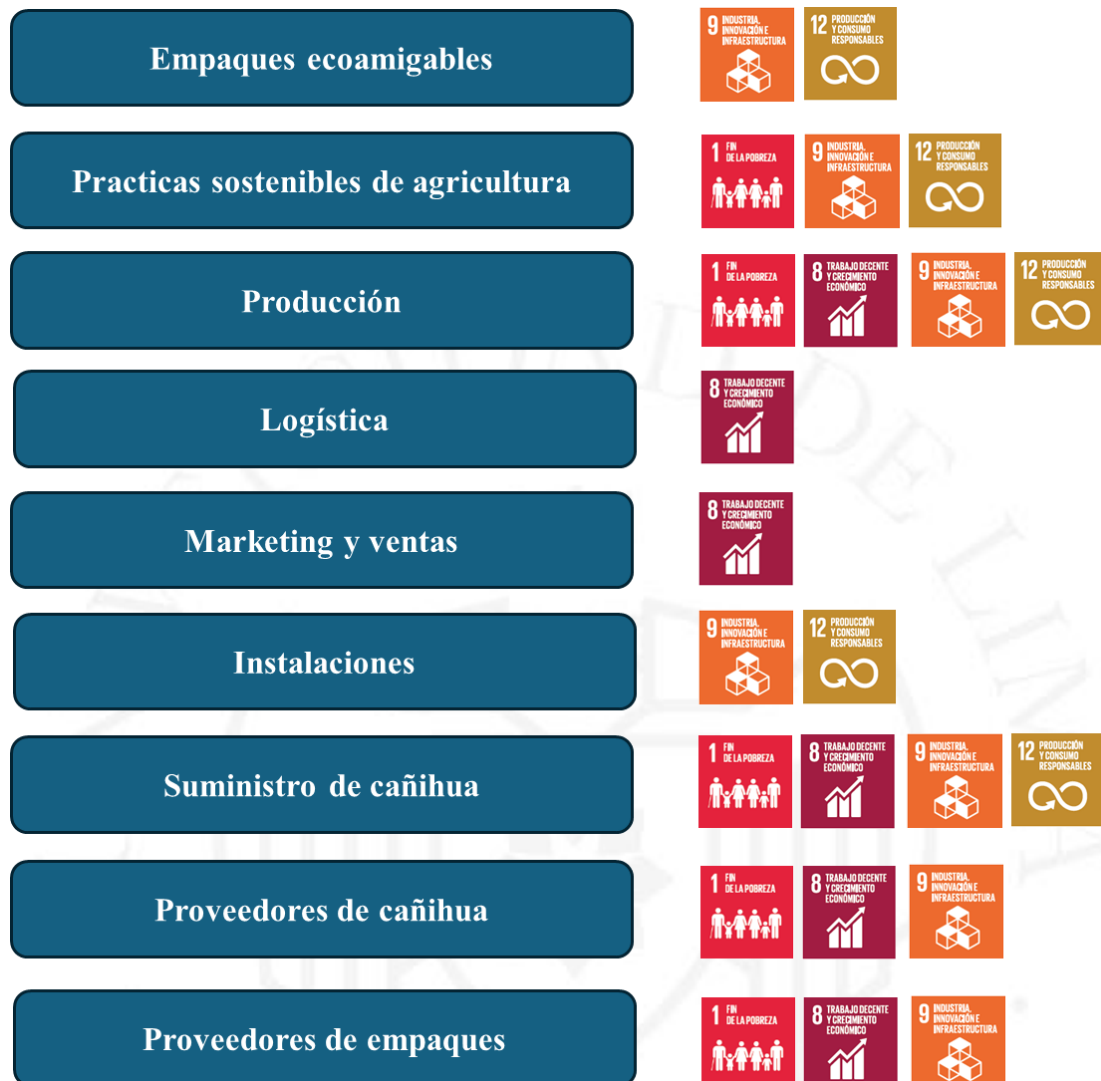 Empaques ecoamigables
9 INDUSTRIA,
INNOVACIÓN E
INFRAESTRUCTURA
12 PRODUCCIÓN
Y CONSUMO
RESPONSABLES
Practicas sostenibles de agricultura
1 FIN
DE LA POBREZA
9 INDUSTRIA,
INNOVACIÓN E
INFRAESTRUCTURA
12 PRODUCCIÓN
Y CONSUMO
RESPONSABLES
Producción
1 FIN
DE LA POBREZA
8 TRABAJO DECENTE
Y CRECIMIENTO
ECONÓMICO
9 INDUSTRIA,
INNOVACIÓN E
INFRAESTRUCTURA
12 PRODUCCIÓN
Y CONSUMO
RESPONSABLES
Logística
8 TRABAJO DECENTE
Y CRECIMIENTO
ECONÓMICO
Marketing y ventas
8 TRABAJO DECENTE
Y CRECIMIENTO
ECONÓMICO
Instalaciones
9 INDUSTRIA,
INNOVACIÓN E
INFRAESTRUCTURA
12 PRODUCCIÓN
Y CONSUMO
RESPONSABLES
Suministro de cañihua
1 FIN
DE LA POBREZA
8 TRABAJO DECENTE
Y CRECIMIENTO
ECONÓMICO
9 INDUSTRIA,
INNOVACIÓN E
INFRAESTRUCTURA
12 PRODUCCIÓN
Y CONSUMO
RESPONSABLES
Proveedores de cañihua
1 FIN
DE LA POBREZA
8 TRABAJO DECENTE
Y CRECIMIENTO
ECONÓMICO
9 INDUSTRIA,
INNOVACIÓN E
INFRAESTRUCTURA
Proveedores de empaques
1 FIN
DE LA POBREZA
8 TRABAJO DECENTE
Y CRECIMIENTO
ECONÓMICO
9 INDUSTRIA,
INNOVACIÓN E
INFRAESTRUCTURA
DE LIMA